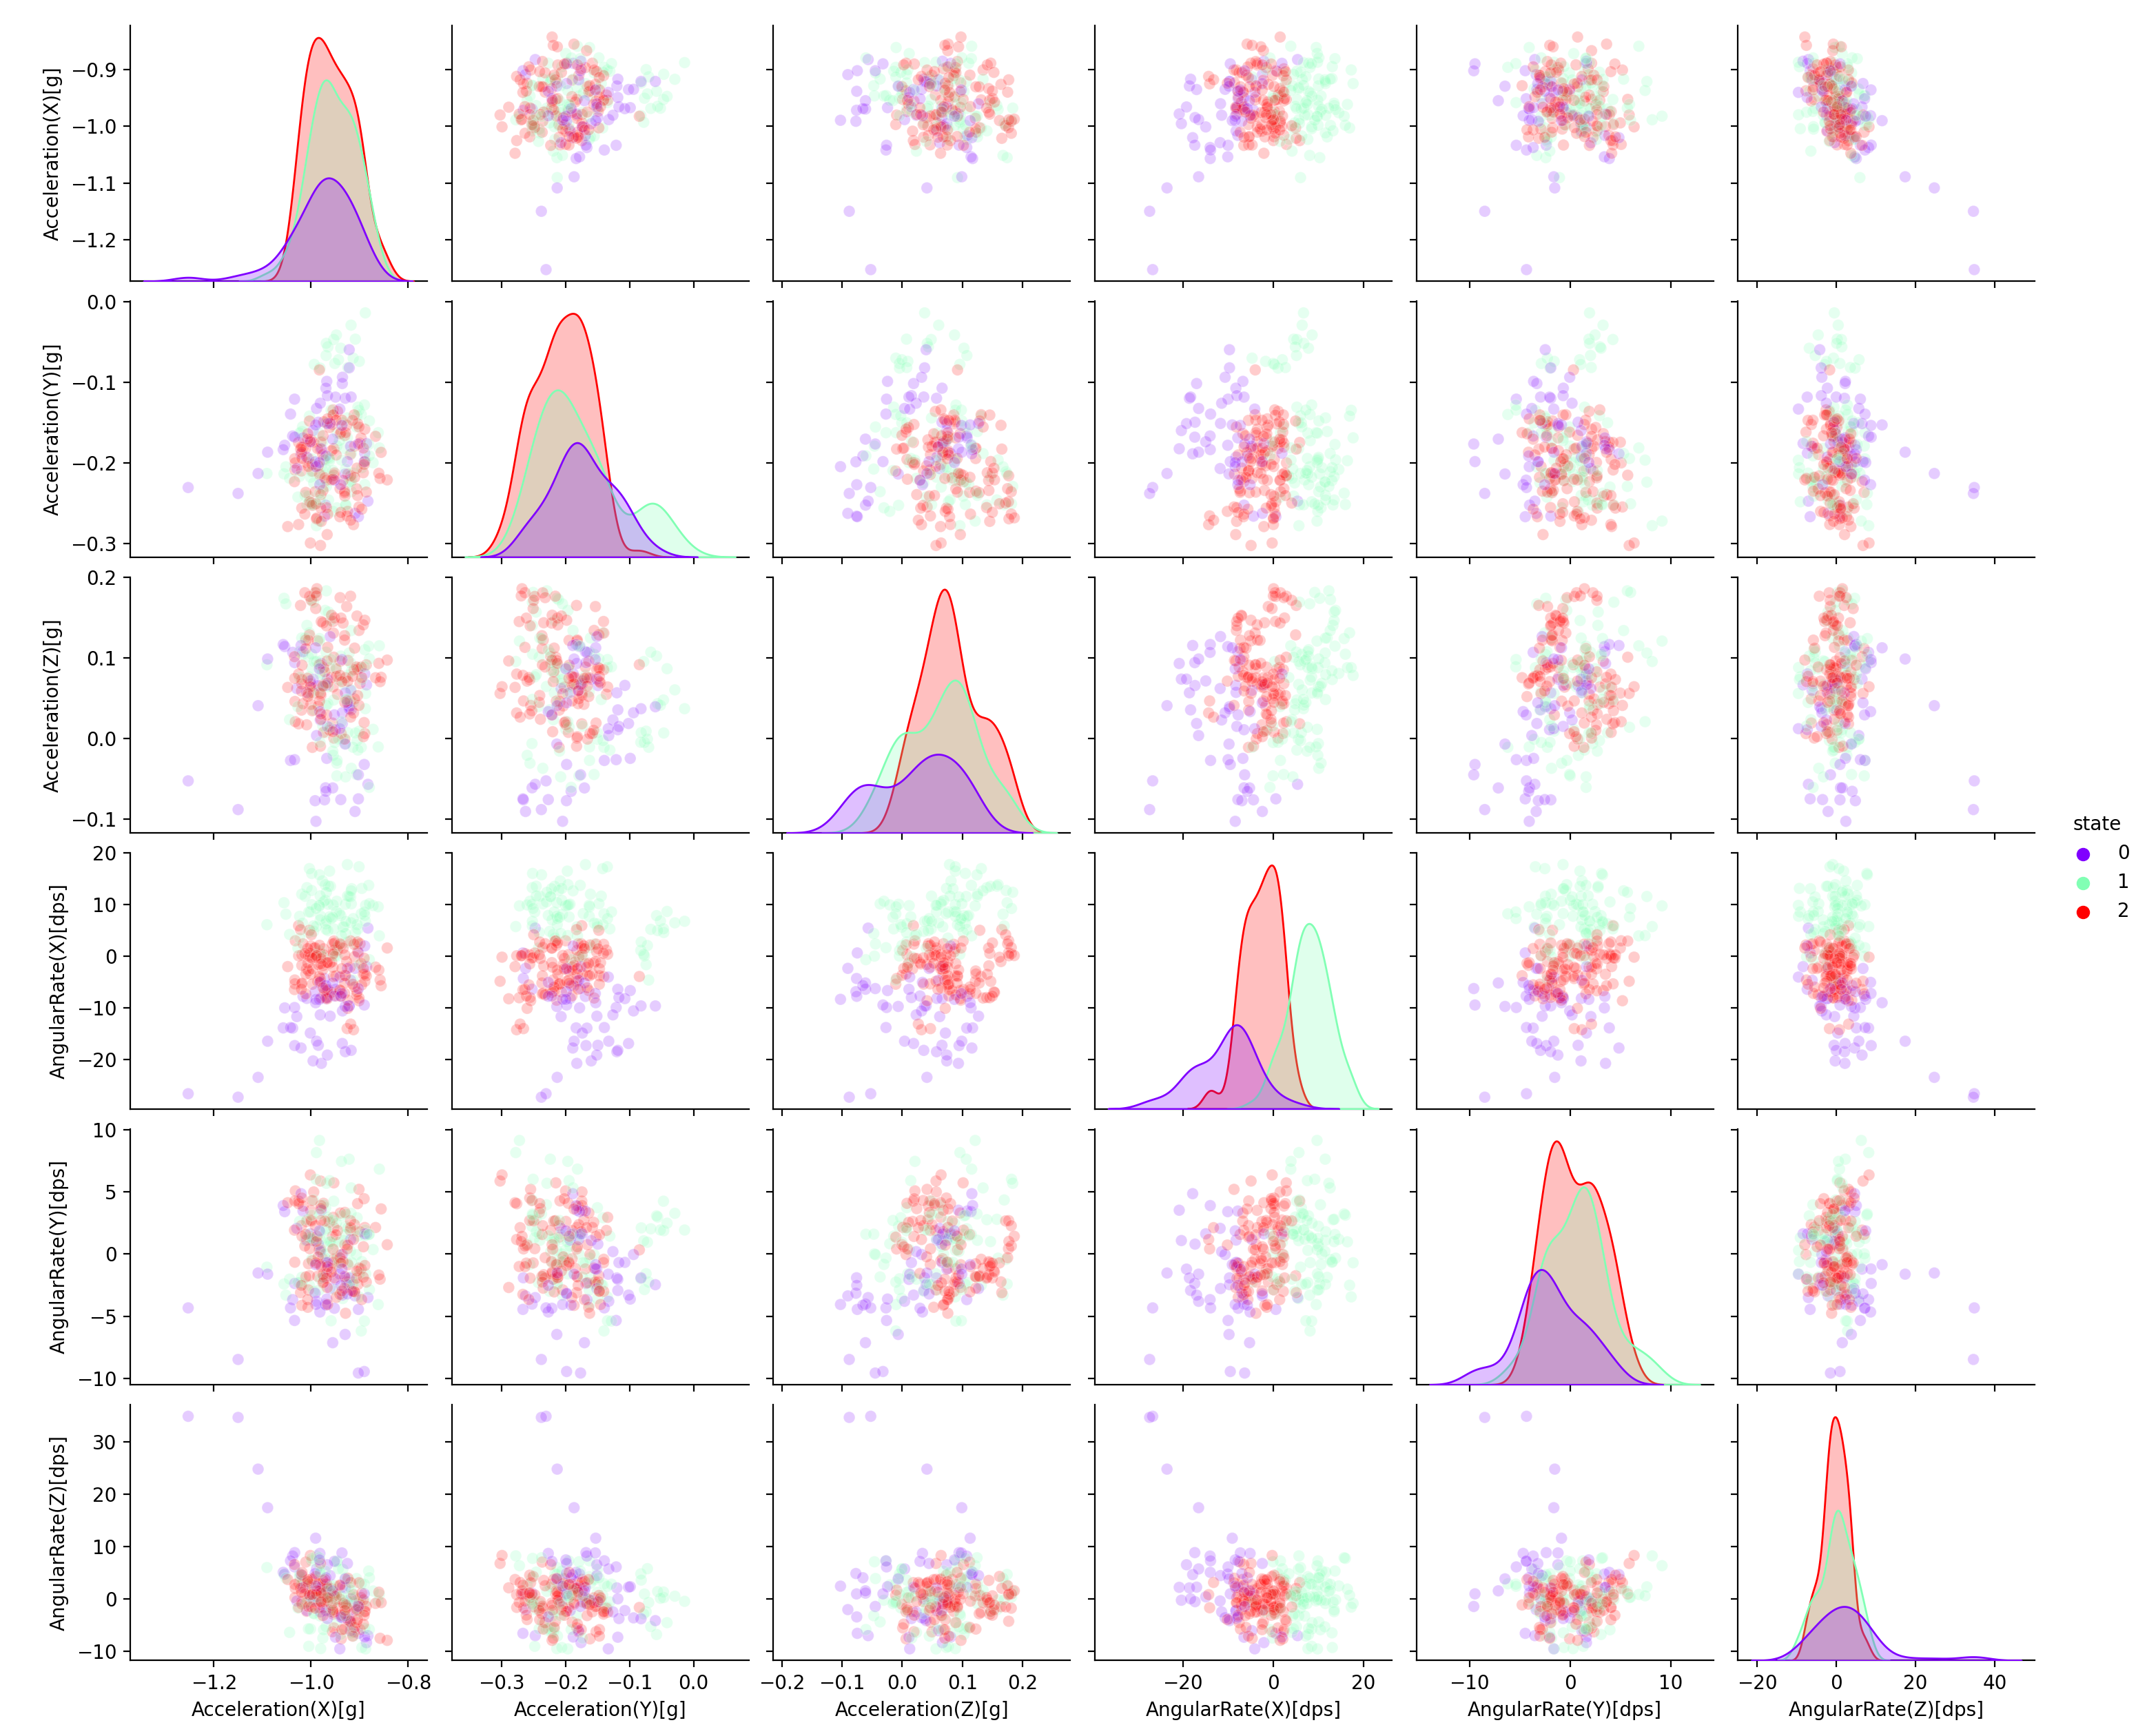 Acceleration(X)[g]
−0.9
−1.0
−1.1
−1.2
Acceleration(Y)[g]
0.0
−0.1
−0.2
−0.3
Acceleration(Z)[g]
0.2
0.1
0.0
−0.1
AngularRate(X)[dps]
20
10
0
−10
−20
AngularRate(Y)[dps]
10
5
0
−5
−10
AngularRate(Z)[dps]
30
20
10
0
−10
−1.2 −1.0 −0.8
Acceleration(X)[g]
−0.3 −0.2 −0.1 0.0
Acceleration(Y)[g]
−0.2 −0.1 0.0 0.1 0.2
Acceleration(Z)[g]
−20 0 20
AngularRate(X)[dps]
−10 0 10
AngularRate(Y)[dps]
−20 0 20 40
AngularRate(Z)[dps]
state
0
1
2